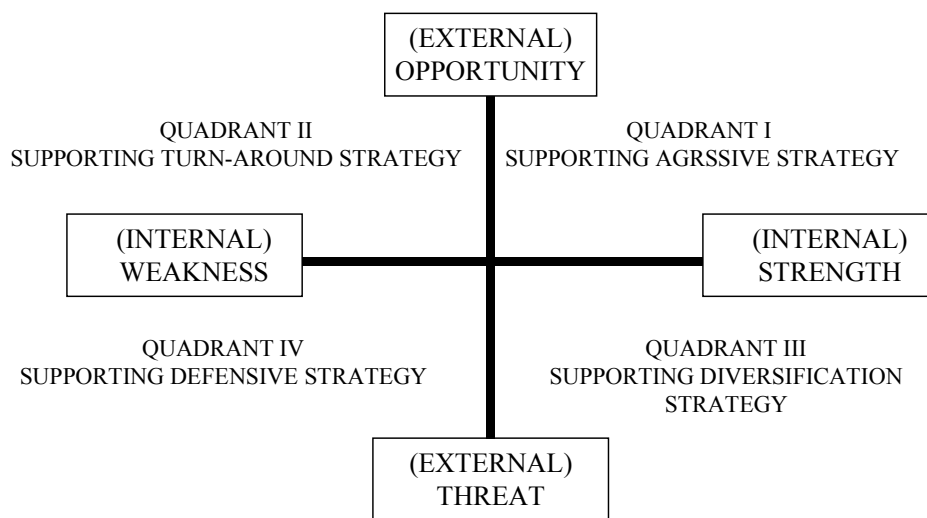 (EXTERNAL)
OPPORTUNITY
QUADRANT II
SUPPORTING TURN-AROUND STRATEGY
QUADRANT I
SUPPORTING AGRSSIVE STRATEGY
(INTERNAL)
WEAKNESS
(INTERNAL)
STRENGTH
QUADRANT IV
SUPPORTING DEFENSIVE STRATEGY
QUADRANT III
SUPPORTING DIVERSIFICATION
STRATEGY
(EXTERNAL)
THREAT